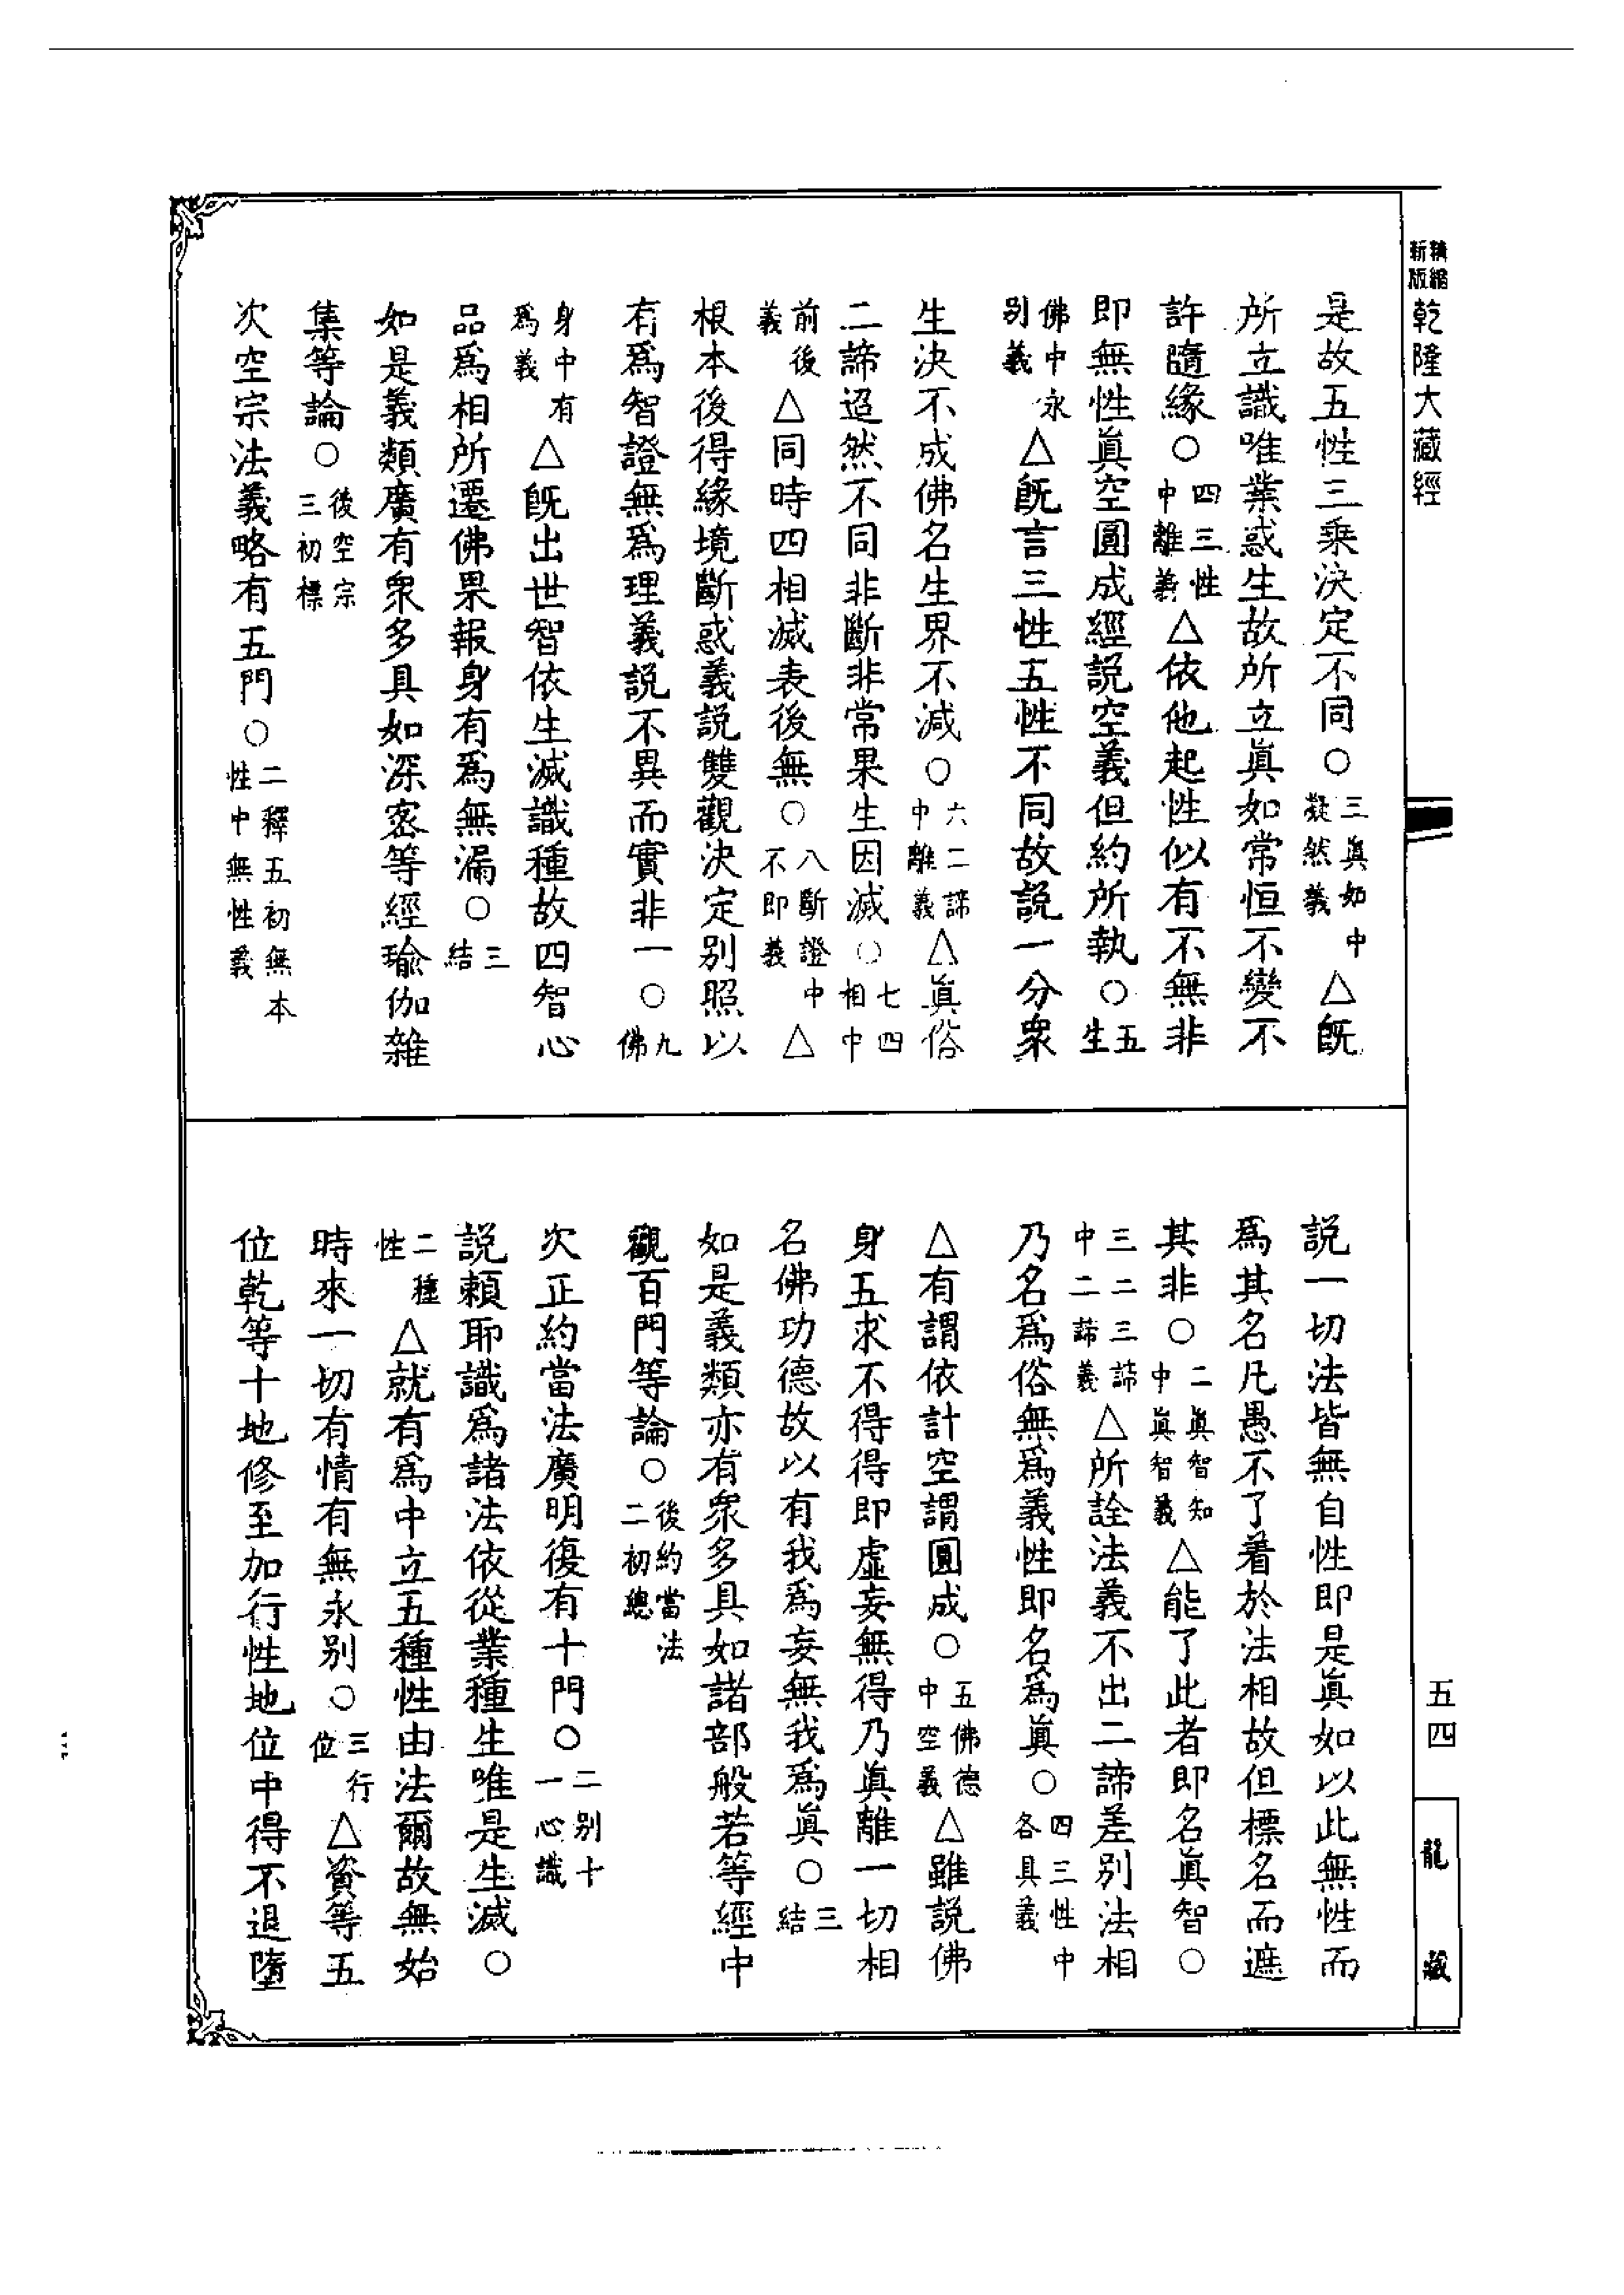 精縮新版乾隆大藏經
是故五性三乘決定不同○三眞如中凝然義△旣
所立識唯業惑生故所立眞如常恒不變不
許隨緣○四三性中離義△依他起性似有不無非
即無性眞空圓成經說空義但約所執○五生
佛中永別義△旣言三性五性不同故說一分衆
生決不成佛名生界不減○六二諦中離義△眞俗
二諦迢然不同非斷非常果生因滅○七四相中
前後義△同時四相滅表後無○八斷證中不即義△
根本後得緣境斷惑義說雙觀決定別照以
有爲智證無爲理義說不異而實非一○九佛
身中有爲義△旣出世智依生滅識種故四智心
品爲相所遷佛果報身有爲無漏○三結
如是義類廣有衆多具如深密等經瑜伽雜
集等論○後空宗三初標
次空宗法義略有五門○二釋五初無本性中無性義
說一切法皆無自性即是眞如以此無性而
爲其名凡愚不了着於法相故但標名而遮
其非○二眞智知中眞智義△能了此者即名眞智○
三二三諦中二諦義△所詮法義不出二諦差別法相
乃名爲俗無爲義性即名爲眞○四三性中各具義
△有謂依計空謂圓成○五佛德中空義△雖說佛
身五求不得得即虛妄無得乃眞離一切相
名佛功德故以有我爲妄無我爲眞○三結
如是義類亦有衆多具如諸部般若等經中
觀百門等論○後約當法二初總
次正約當法廣明復有十門○二別十一心識
說賴耶識爲諸法依從業種生唯是生滅○
二種性△就有爲中立五種性由法爾故無始
時來一切有情有無永別○三行位△資等五
位乾等十地修至加行性地位中得不退墮
五四
龍藏